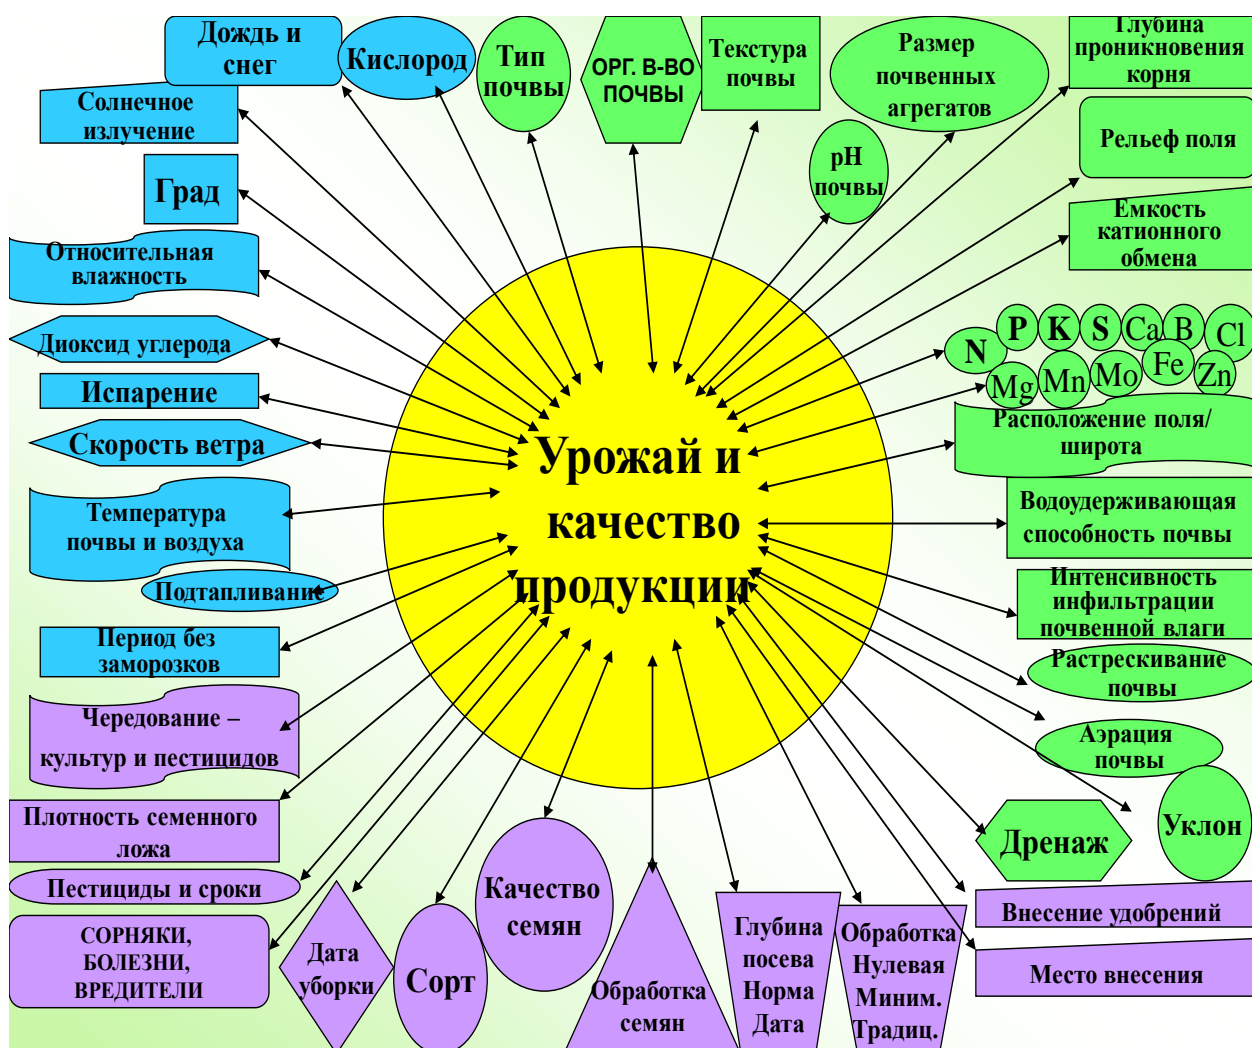 Дождь и
снег
Кислород
Тип
почвы
ОРГ. В-ВО
ПОЧВЫ
Текстура
почвы
Размер
почвенных
агрегатов
Глубина
проникновения
корня
Солнечное
излучение
Град
рН
почвы
Рельеф поля
Емкость
катионного
обмена
Относительная
влажность
Диоксид углерода
Испарение
Скорость ветра
Температура
почвы и воздуха
Подтапливание
Период без
заморозков
N
P
K
S
Ca
B
Cl
Mg
Mn
Mo
Fe
Zn
Расположение поля/
широта
Водоудерживающая
способность почвы
Интенсивность
инфильтрации
почвенной влаги
Растрескивание
почвы
Аэрация
почвы
Уклон
Дренаж
Урожай и
качество
продукции
Чередование –
культур и пестицидов
Плотность семенного
ложа
Пестициды и сроки
СОРНЯКИ,
БОЛЕЗНИ,
ВРЕДИТЕЛИ
Дата
уборки
Сорт
Качество
семян
Обработка
семян
Глубина
посева
Норма
Дата
Обработка
Нулевая
Миним.
Традиц.
Внесение удобрений
Место внесения